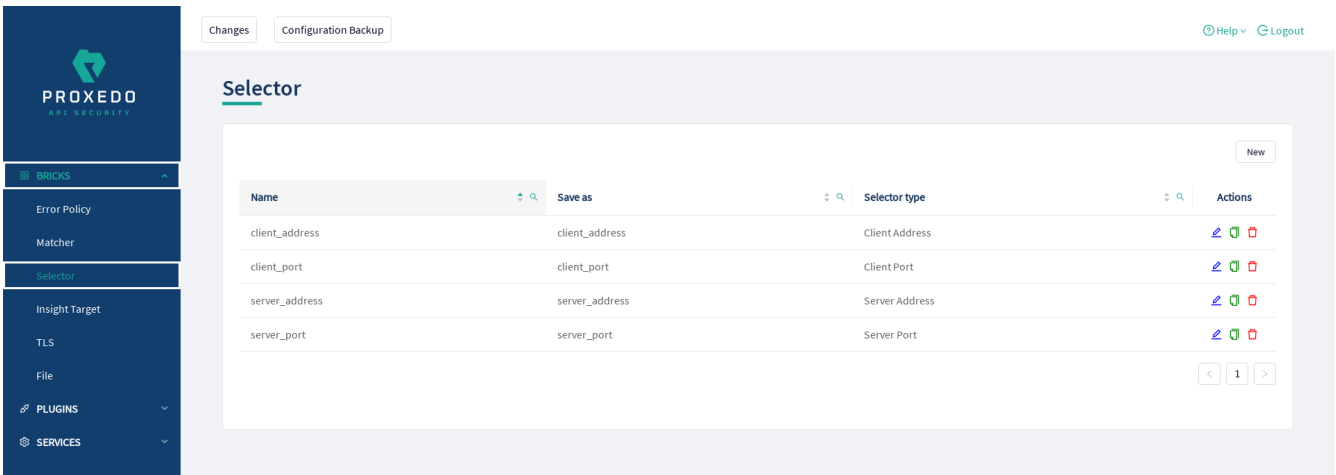 Changes Configuration Backup Help Logout
PROXEDO
API SECURITY
Selector
New
BRICKS
Error Policy
Matcher
Selector
Insight Target
TLS
File
PLUGINS
SERVICES
Name Save as Selector type Actions
client_address client_address Client Address
client_port client_port Client Port
server_address server_address Server Address
server_port server_port Server Port
< 1 >